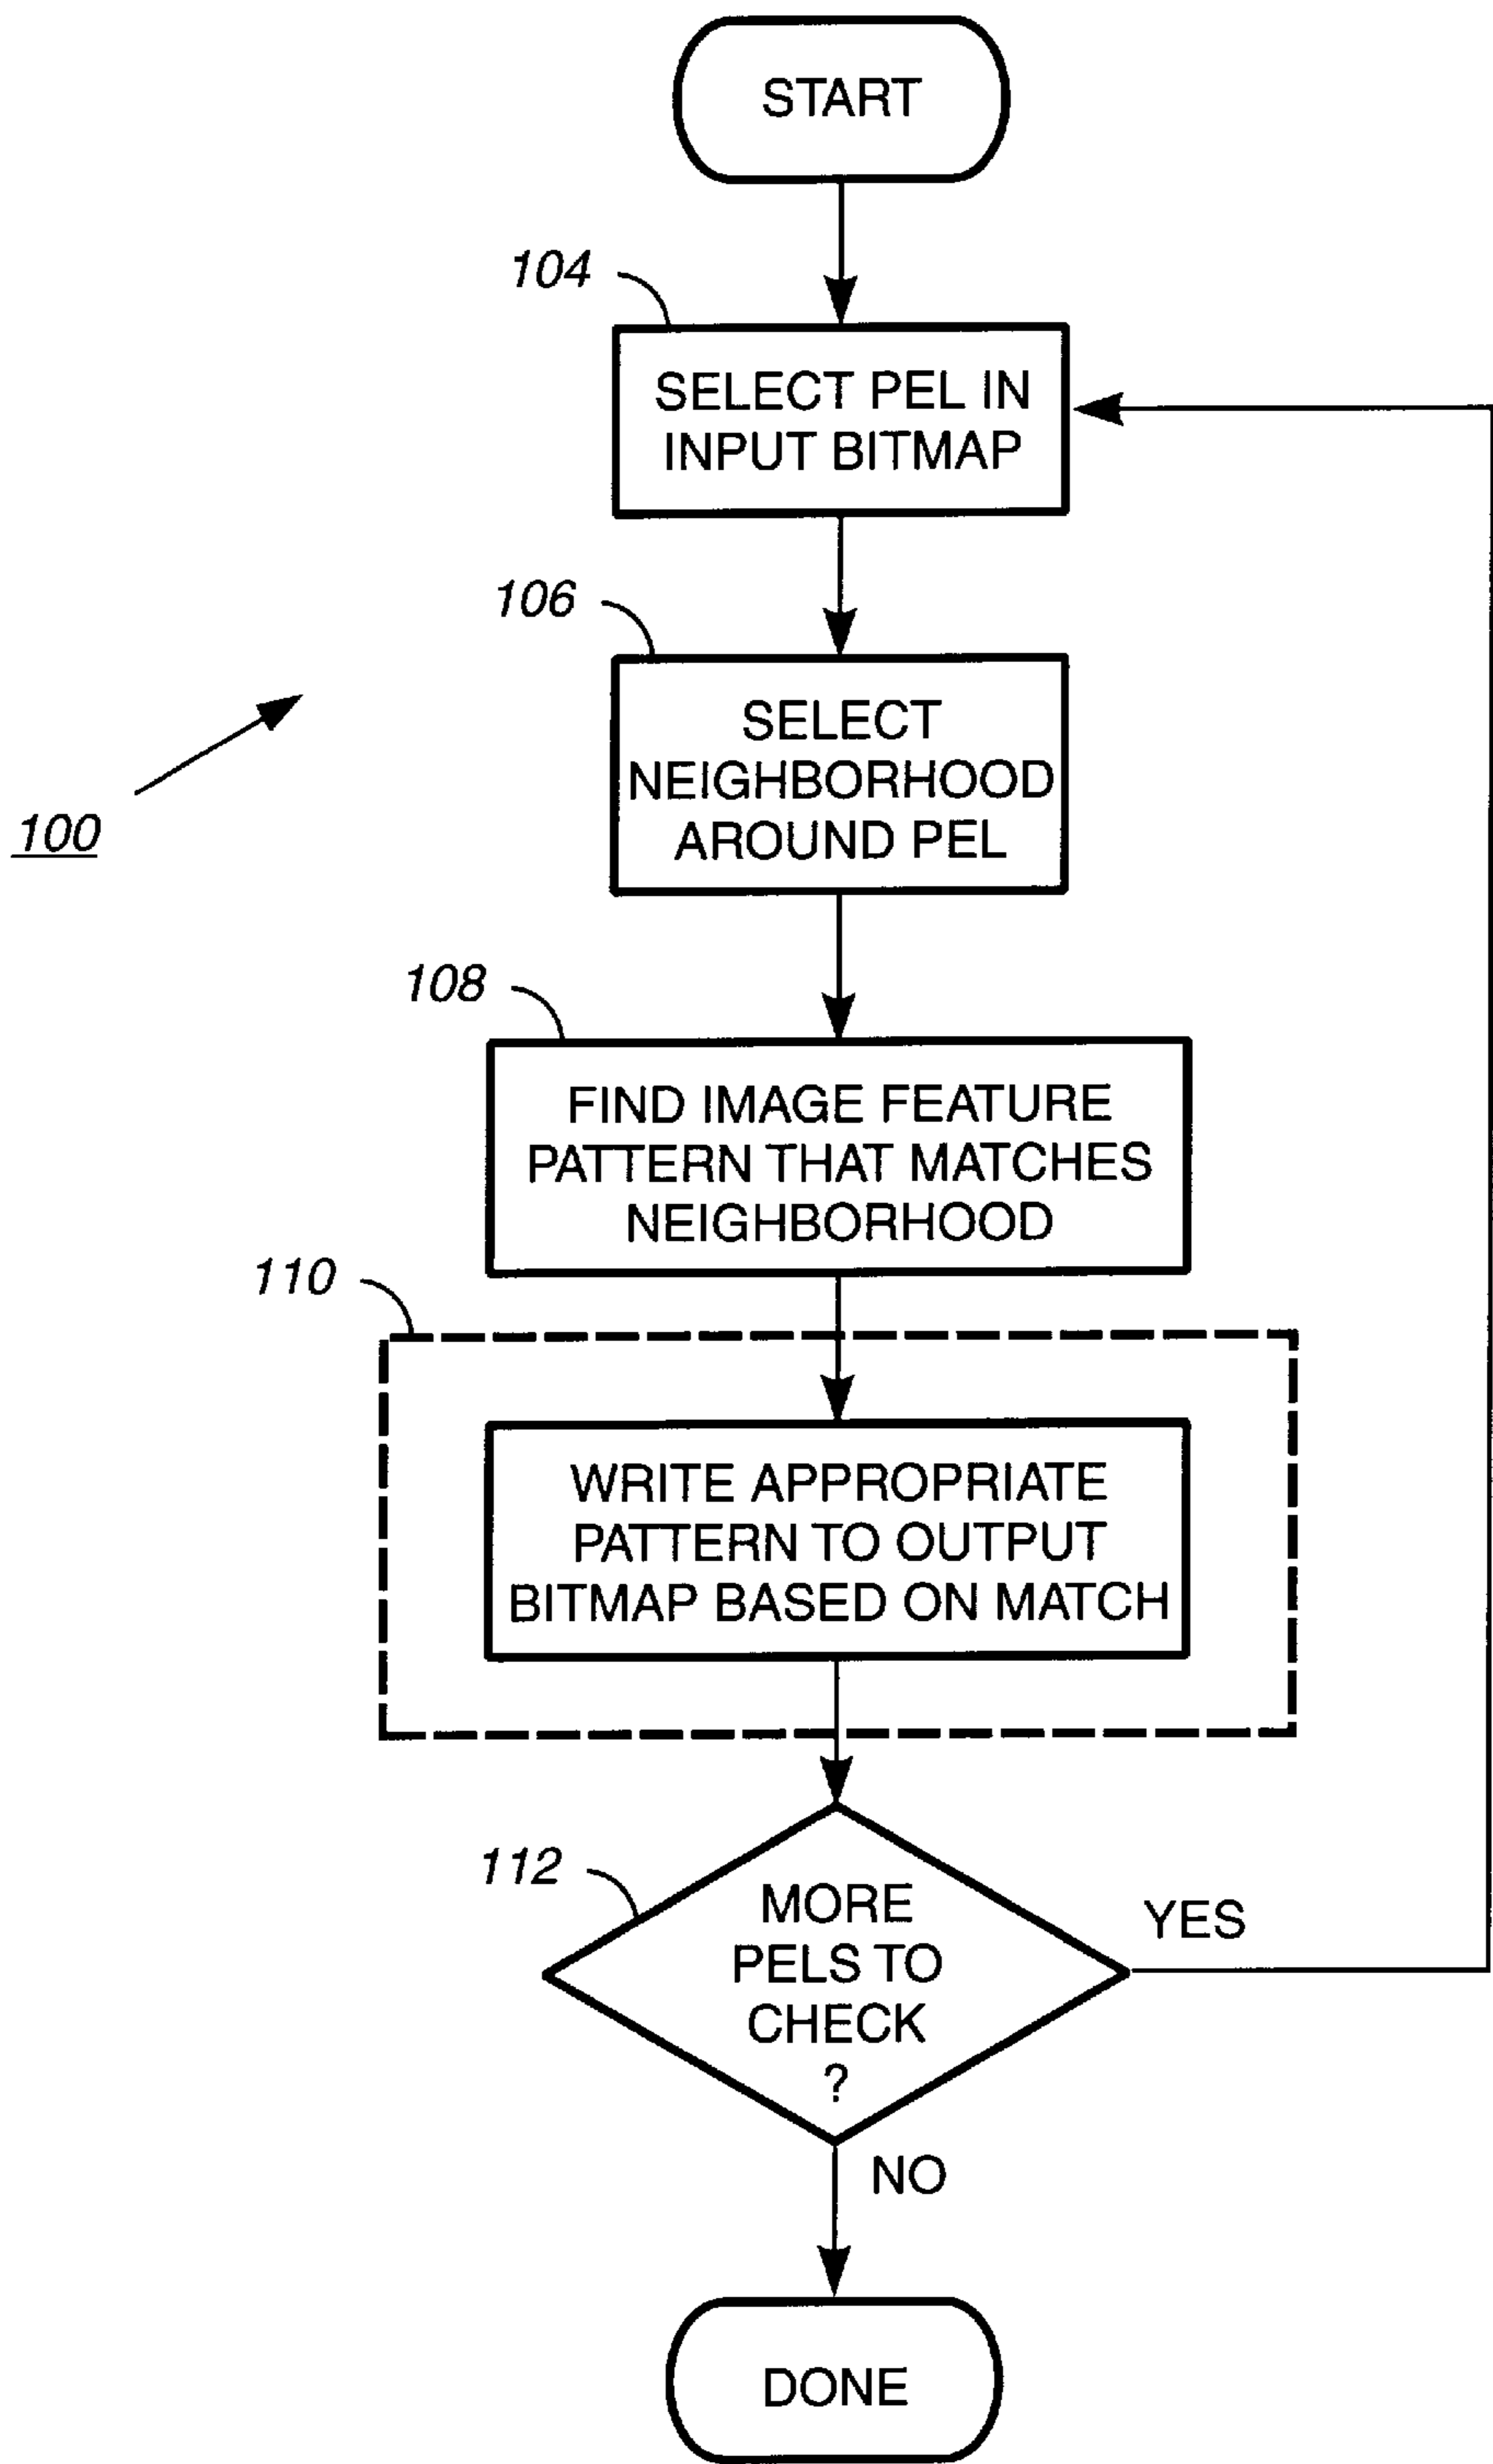 START
104
SELECT PEL IN
INPUT BITMAP
106
SELECT
NEIGHBORHOOD
AROUND PEL
100
108
FIND IMAGE FEATURE
PATTERN THAT MATCHES
NEIGHBORHOOD
110
WRITE APPROPRIATE
PATTERN TO OUTPUT
BITMAP BASED ON MATCH
112
MORE
PELS TO
CHECK
?
YES
NO
DONE